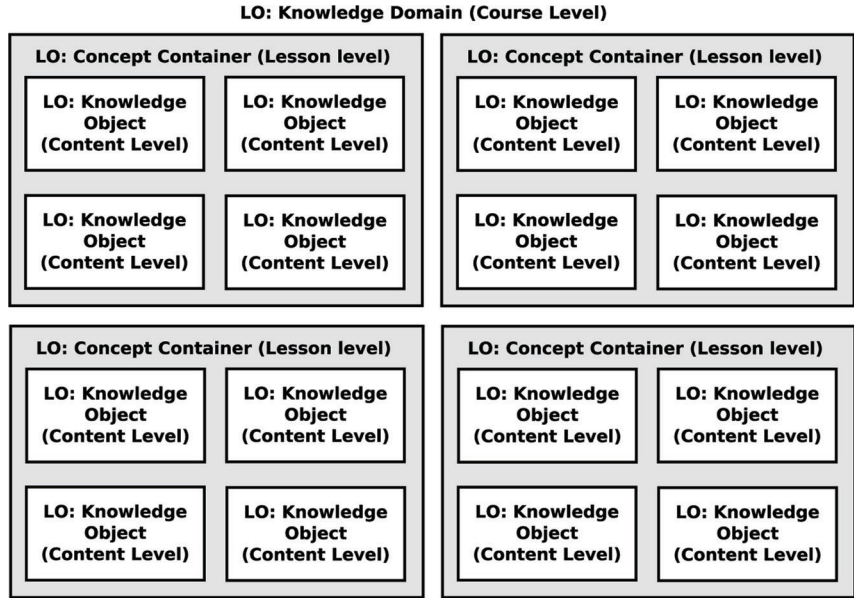 LO: Knowledge Domain (Course Level)
LO: Concept Container (Lesson level)
LO: Knowledge
Object
(Content Level)
LO: Knowledge
Object
(Content Level)
LO: Knowledge
Object
(Content Level)
LO: Knowledge
Object
(Content Level)
LO: Concept Container (Lesson level)
LO: Knowledge
Object
(Content Level)
LO: Knowledge
Object
(Content Level)
LO: Knowledge
Object
(Content Level)
LO: Knowledge
Object
(Content Level)
LO: Concept Container (Lesson level)
LO: Knowledge
Object
(Content Level)
LO: Knowledge
Object
(Content Level)
LO: Knowledge
Object
(Content Level)
LO: Knowledge
Object
(Content Level)
LO: Concept Container (Lesson level)
LO: Knowledge
Object
(Content Level)
LO: Knowledge
Object
(Content Level)
LO: Knowledge
Object
(Content Level)
LO: Knowledge
Object
(Content Level)